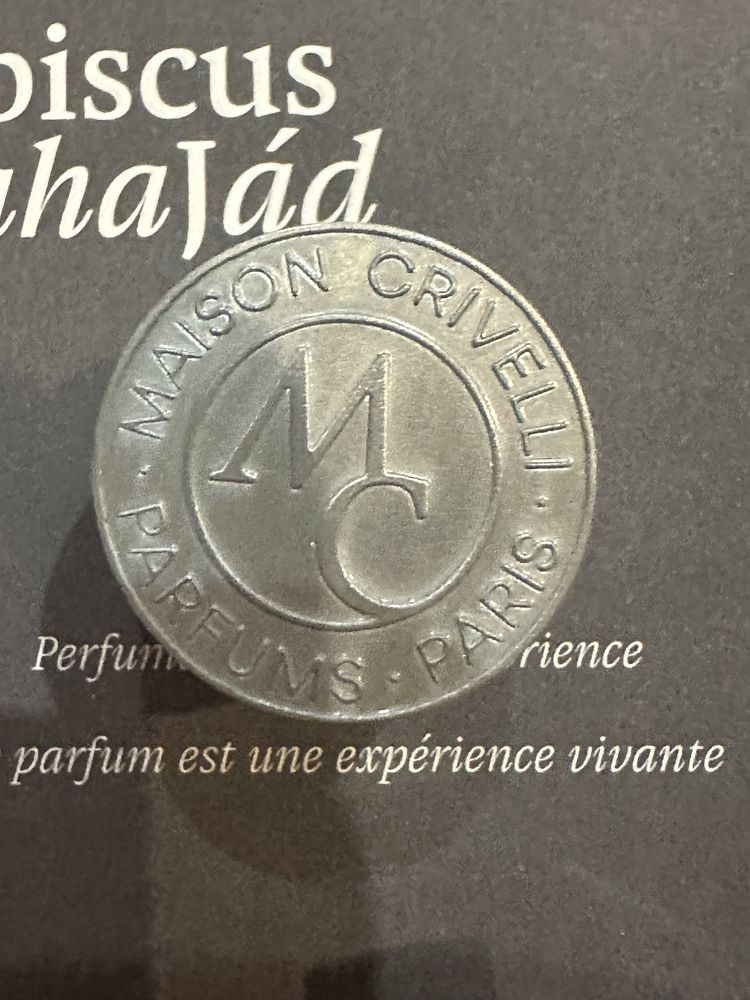 biscus
ahaJád
MAISON CRIVELLI
MC
· PARFUMS · PARIS ·
Perfum rience
parfum est une expérience vivante